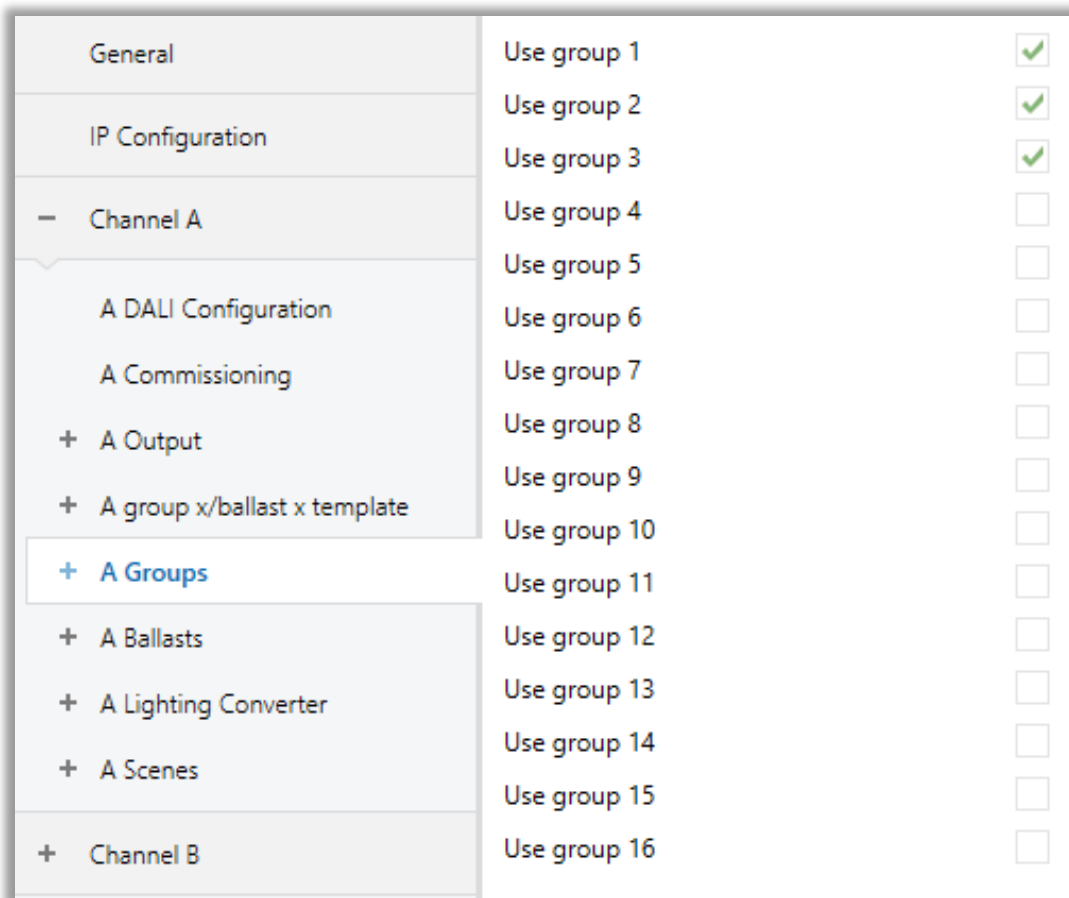 General
IP Configuration
Channel A
A DALI Configuration
A Commissioning
A Output
A group x/ballast x template
A Groups
A Ballasts
A Lighting Converter
A Scenes
Channel B
Use group 1
Use group 2
Use group 3
Use group 4
Use group 5
Use group 6
Use group 7
Use group 8
Use group 9
Use group 10
Use group 11
Use group 12
Use group 13
Use group 14
Use group 15
Use group 16